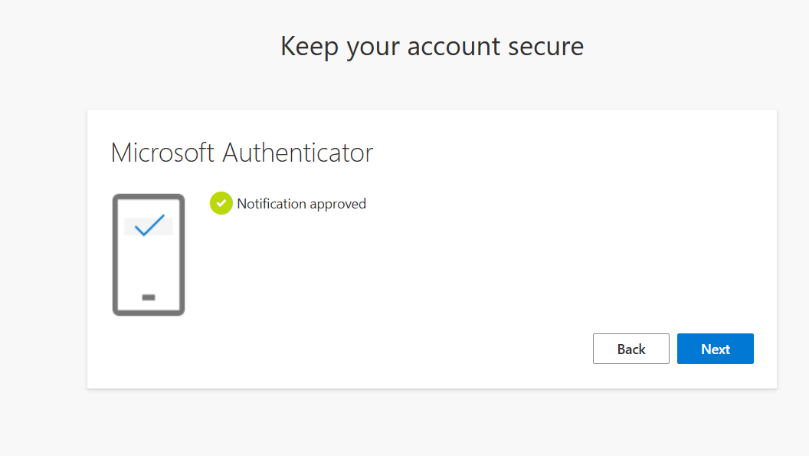 Keep your account secure
Microsoft Authenticator
Notification approved
Back
Next